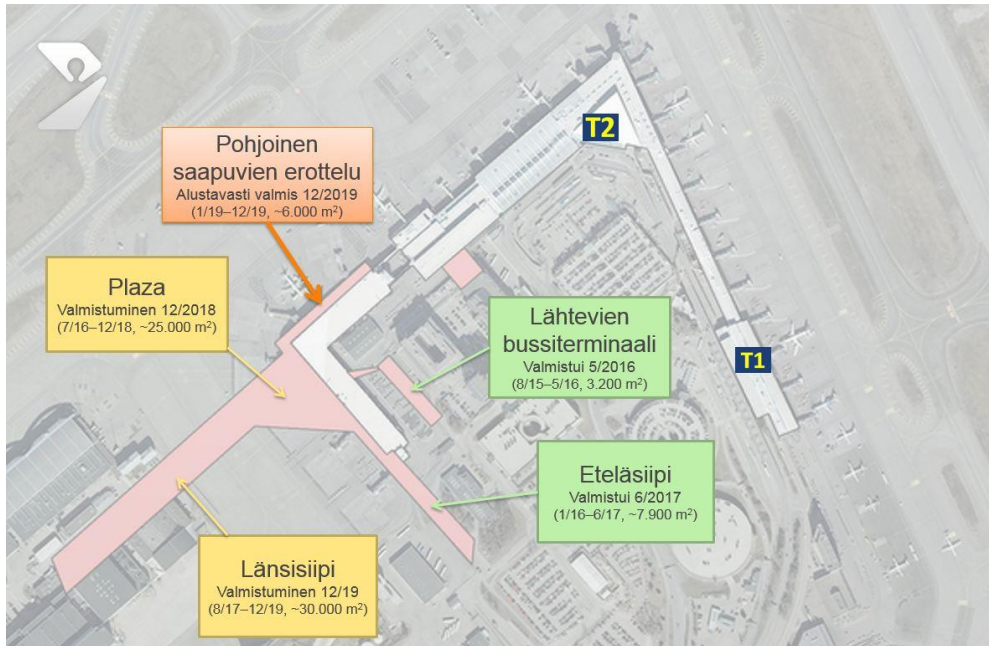 T2
Pohjoinen
saapuvien erottelu
Alustavasti valmis 12/2019
(1/19–12/19, ~6.000 m²)
Plaza
Valmistuminen 12/2018
(7/16–12/18, ~25.000 m²)
Lähtevien
bussiterminaali
Valmistui 5/2016
(8/15–5/16, 3.200 m²)
T1
Eteläsiipi
Valmistui 6/2017
(1/16–6/17, ~7.900 m²)
Länsisiipi
Valmistuminen 12/19
(8/17–12/19, ~30.000 m²)